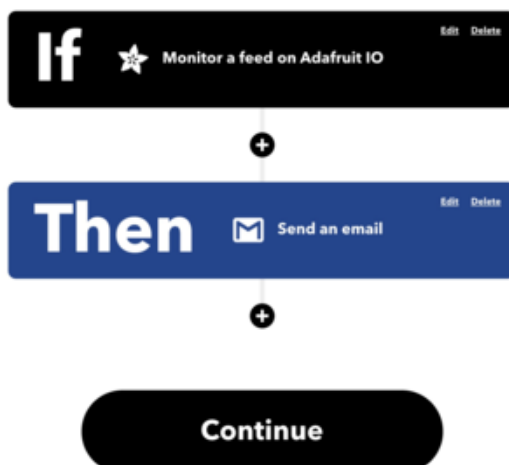 If
Monitor a feed on Adafruit IO
Edit Delete
Then
Send an email
Edit Delete
Continue